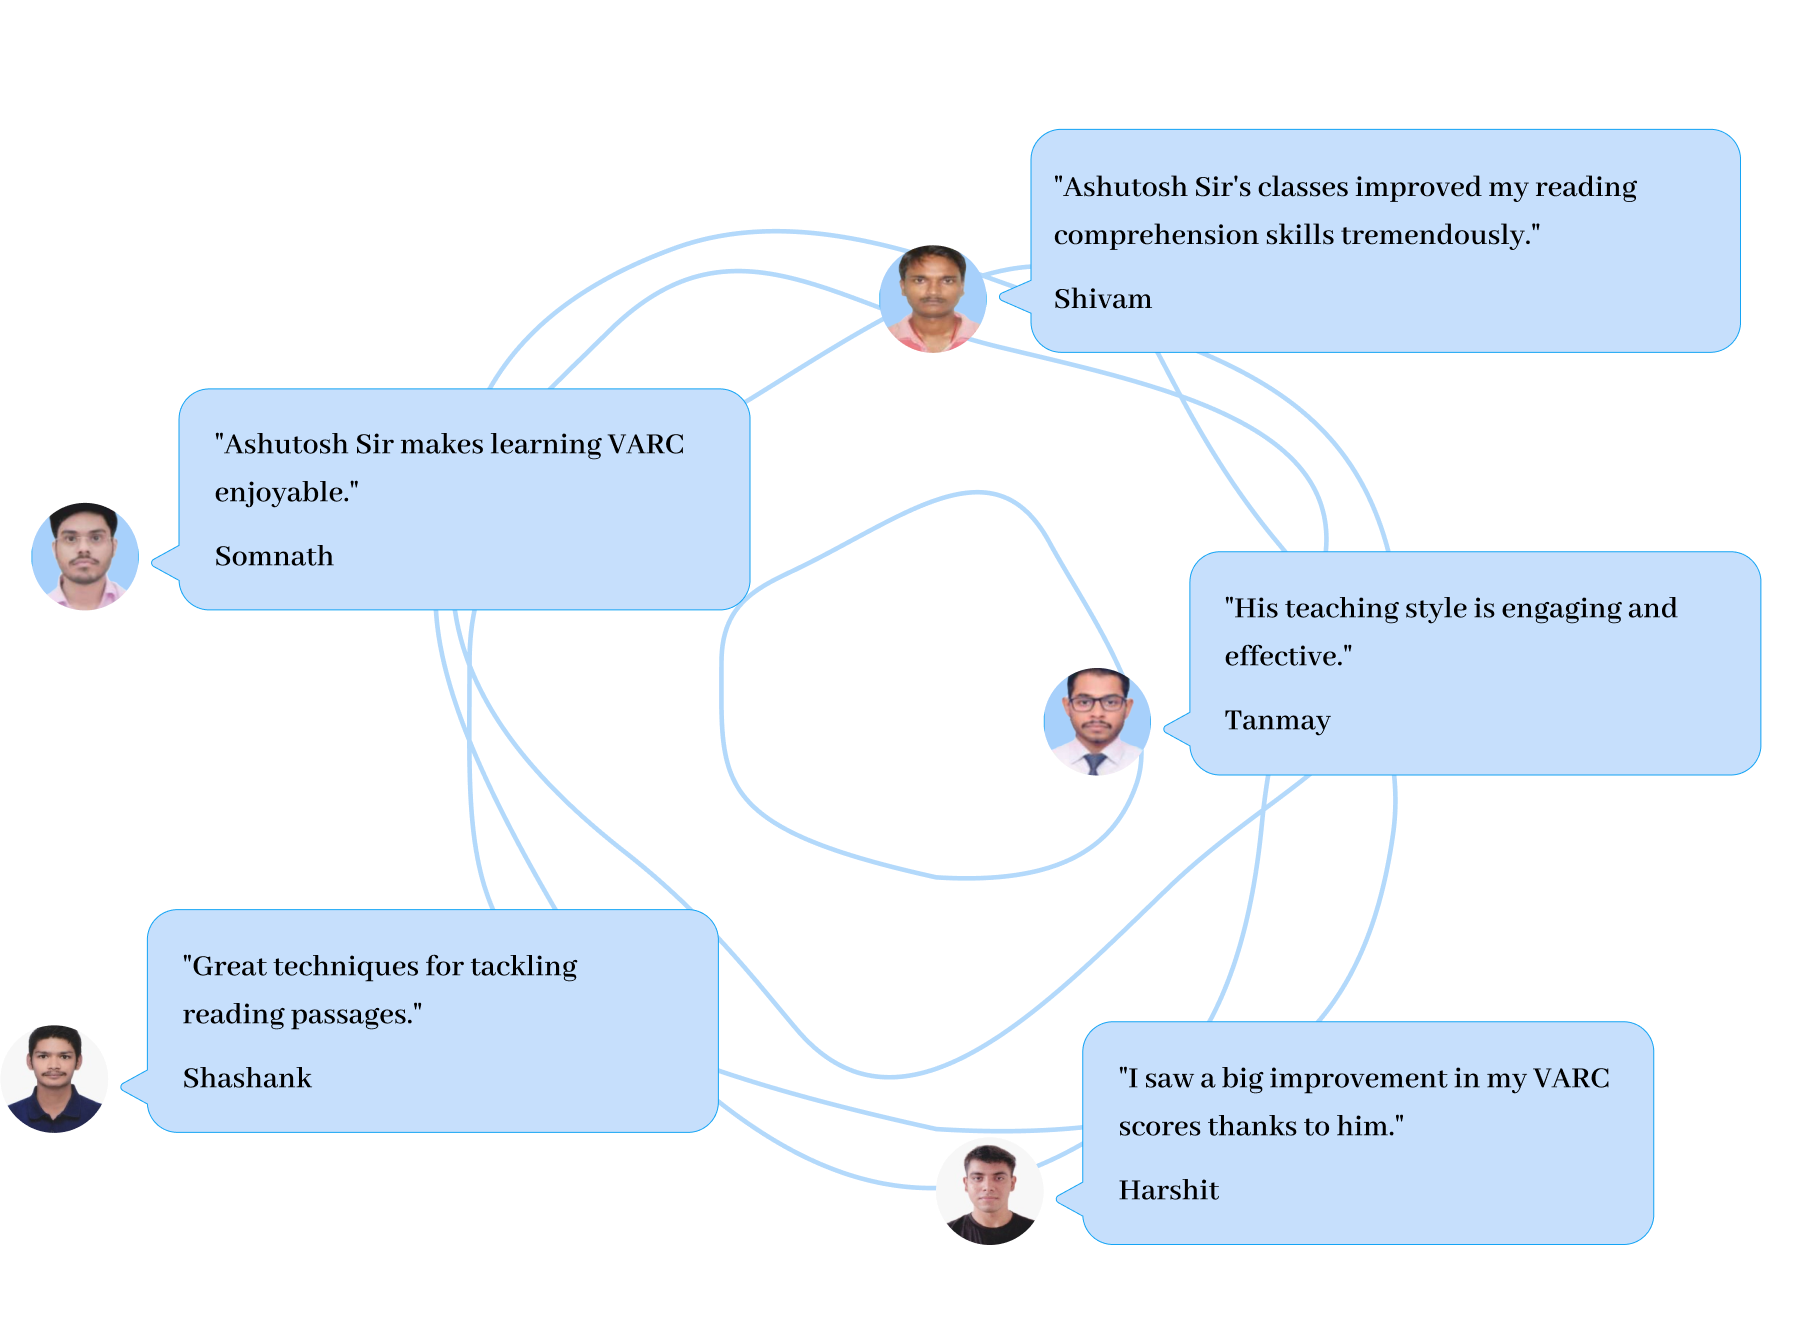 "Ashutosh Sir's classes improved my reading
comprehension skills tremendously."
Shivam
"Ashutosh Sir makes learning VARC
enjoyable."
Somnath
"His teaching style is engaging and
effective."
Tanmay
"Great techniques for tackling
reading passages."
Shashank
"I saw a big improvement in my VARC
scores thanks to him."
Harshit